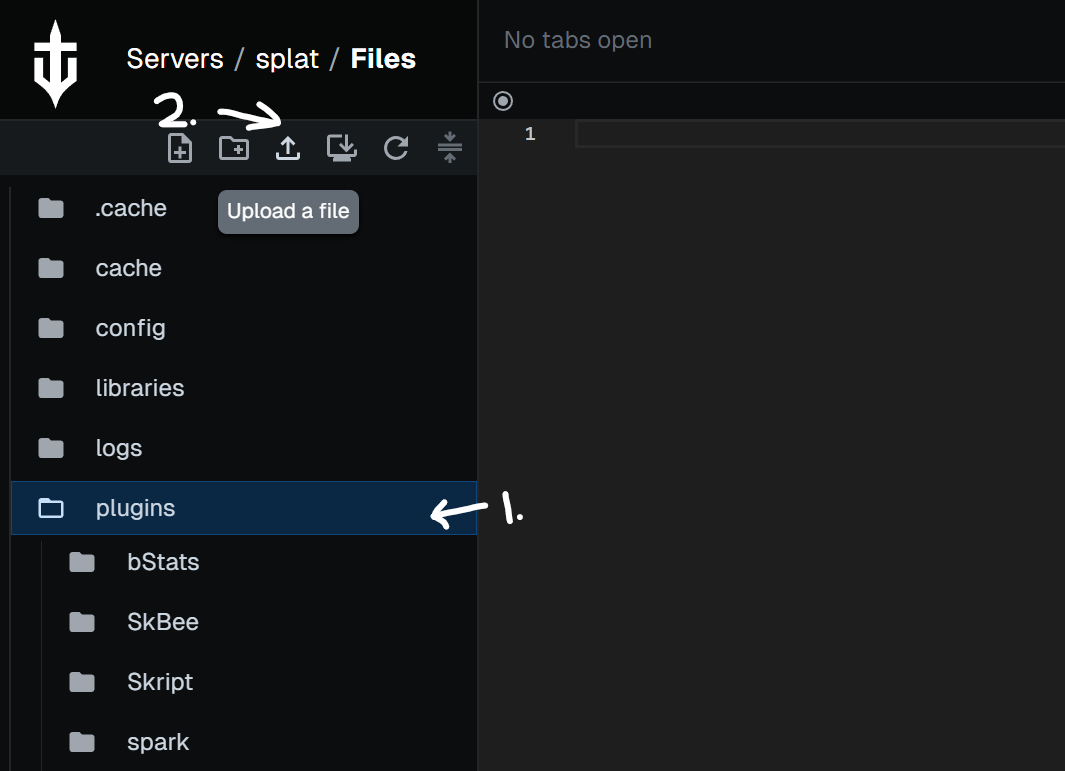 Servers / splat / Files
No tabs open
2.
Upload a file
1
.cache
cache
config
libraries
logs
plugins
1.
bStats
SkBee
Skript
spark